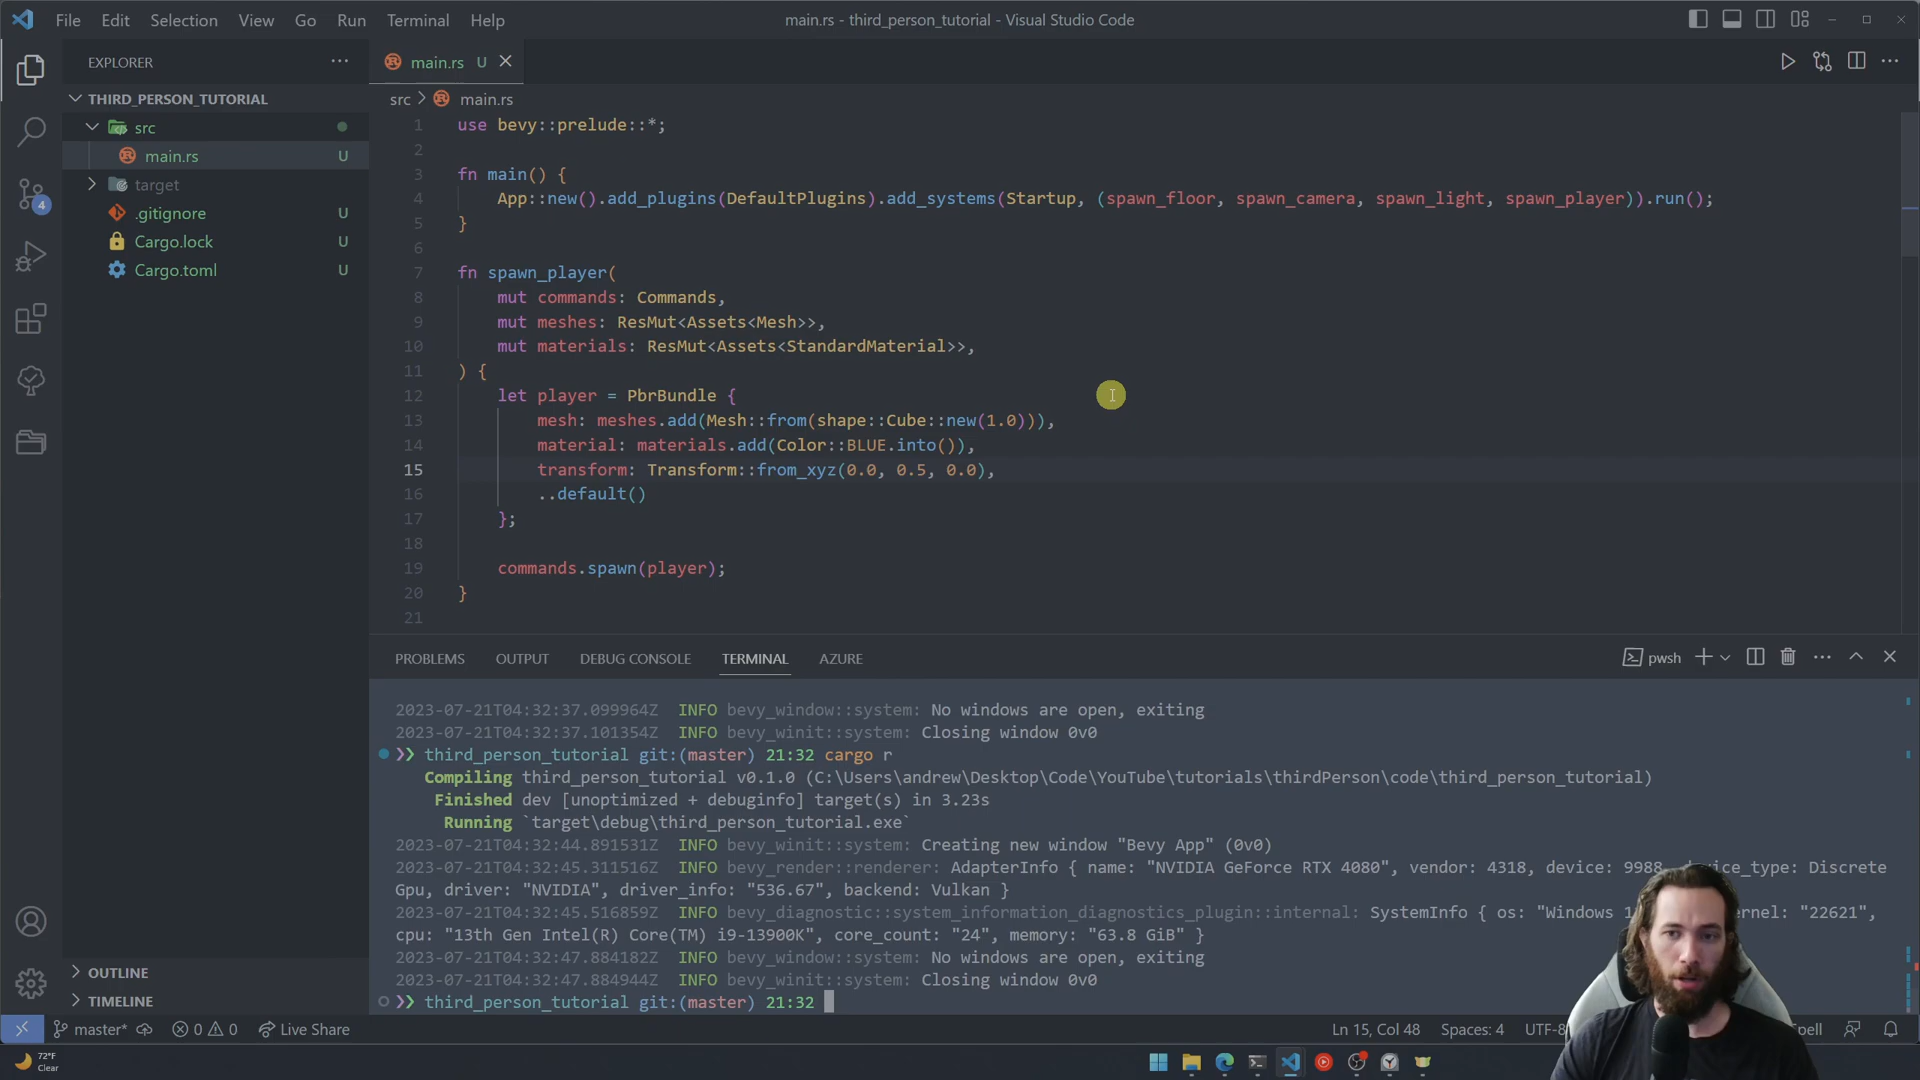 File Edit Selection View Go Run Terminal Help
main.rs - third_person_tutorial - Visual Studio Code
EXPLORER
THIRD_PERSON_TUTORIAL
src
main.rs U
target
.gitignore U
Cargo.lock U
Cargo.toml U
OUTLINE
TIMELINE
4
main.rs U
src > main.rs
1 use bevy::prelude::*;
2
3 fn main() {
4 App::new().add_plugins(DefaultPlugins).add_systems(Startup, (spawn_floor, spawn_camera, spawn_light, spawn_player)).run();
5 }
6
7 fn spawn_player(
8 mut commands: Commands,
9 mut meshes: ResMut<Assets<Mesh>>,
10 mut materials: ResMut<Assets<StandardMaterial>>,
11 ) {
12 let player = PbrBundle {
13 mesh: meshes.add(Mesh::from(shape::Cube::new(1.0))),
14 material: materials.add(Color::BLUE.into()),
15 transform: Transform::from_xyz(0.0, 0.5, 0.0),
16 ..default()
17 };
18
19 commands.spawn(player);
20 }
21
PROBLEMS OUTPUT DEBUG CONSOLE TERMINAL AZURE
pwsh
2023-07-21T04:32:37.099964Z INFO bevy_window::system: No windows are open, exiting
2023-07-21T04:32:37.101354Z INFO bevy_winit::system: Closing window 0v0
❯❯ third_person_tutorial git:(master) 21:32 cargo r
Compiling third_person_tutorial v0.1.0 (C:\Users\andrew\Desktop\Code\YouTube\tutorials\thirdPerson\code\third_person_tutorial)
Finished dev [unoptimized + debuginfo] target(s) in 3.23s
Running `target\debug\third_person_tutorial.exe`
2023-07-21T04:32:44.891531Z INFO bevy_winit::system: Creating new window "Bevy App" (0v0)
2023-07-21T04:32:45.311516Z INFO bevy_render::renderer: AdapterInfo { name: "NVIDIA GeForce RTX 4080", vendor: 4318, device: 9988, device_type: Discrete
Gpu, driver: "NVIDIA", driver_info: "536.67", backend: Vulkan }
2023-07-21T04:32:45.516859Z INFO bevy_diagnostic::system_information_diagnostics_plugin::internal: SystemInfo { os: "Windows "22621",
cpu: "13th Gen Intel(R) Core(TM) i9-13900K", core_count: "24", memory: "63.8 GiB" }
2023-07-21T04:32:47.884182Z INFO bevy_window::system: No windows are open, exiting
2023-07-21T04:32:47.884944Z INFO bevy_winit::system: Closing window 0v0
❯❯ third_person_tutorial git:(master) 21:32
master* 0 0 Live Share
Ln 15, Col 48 Spaces: 4 UTF-8
72°F
Clear